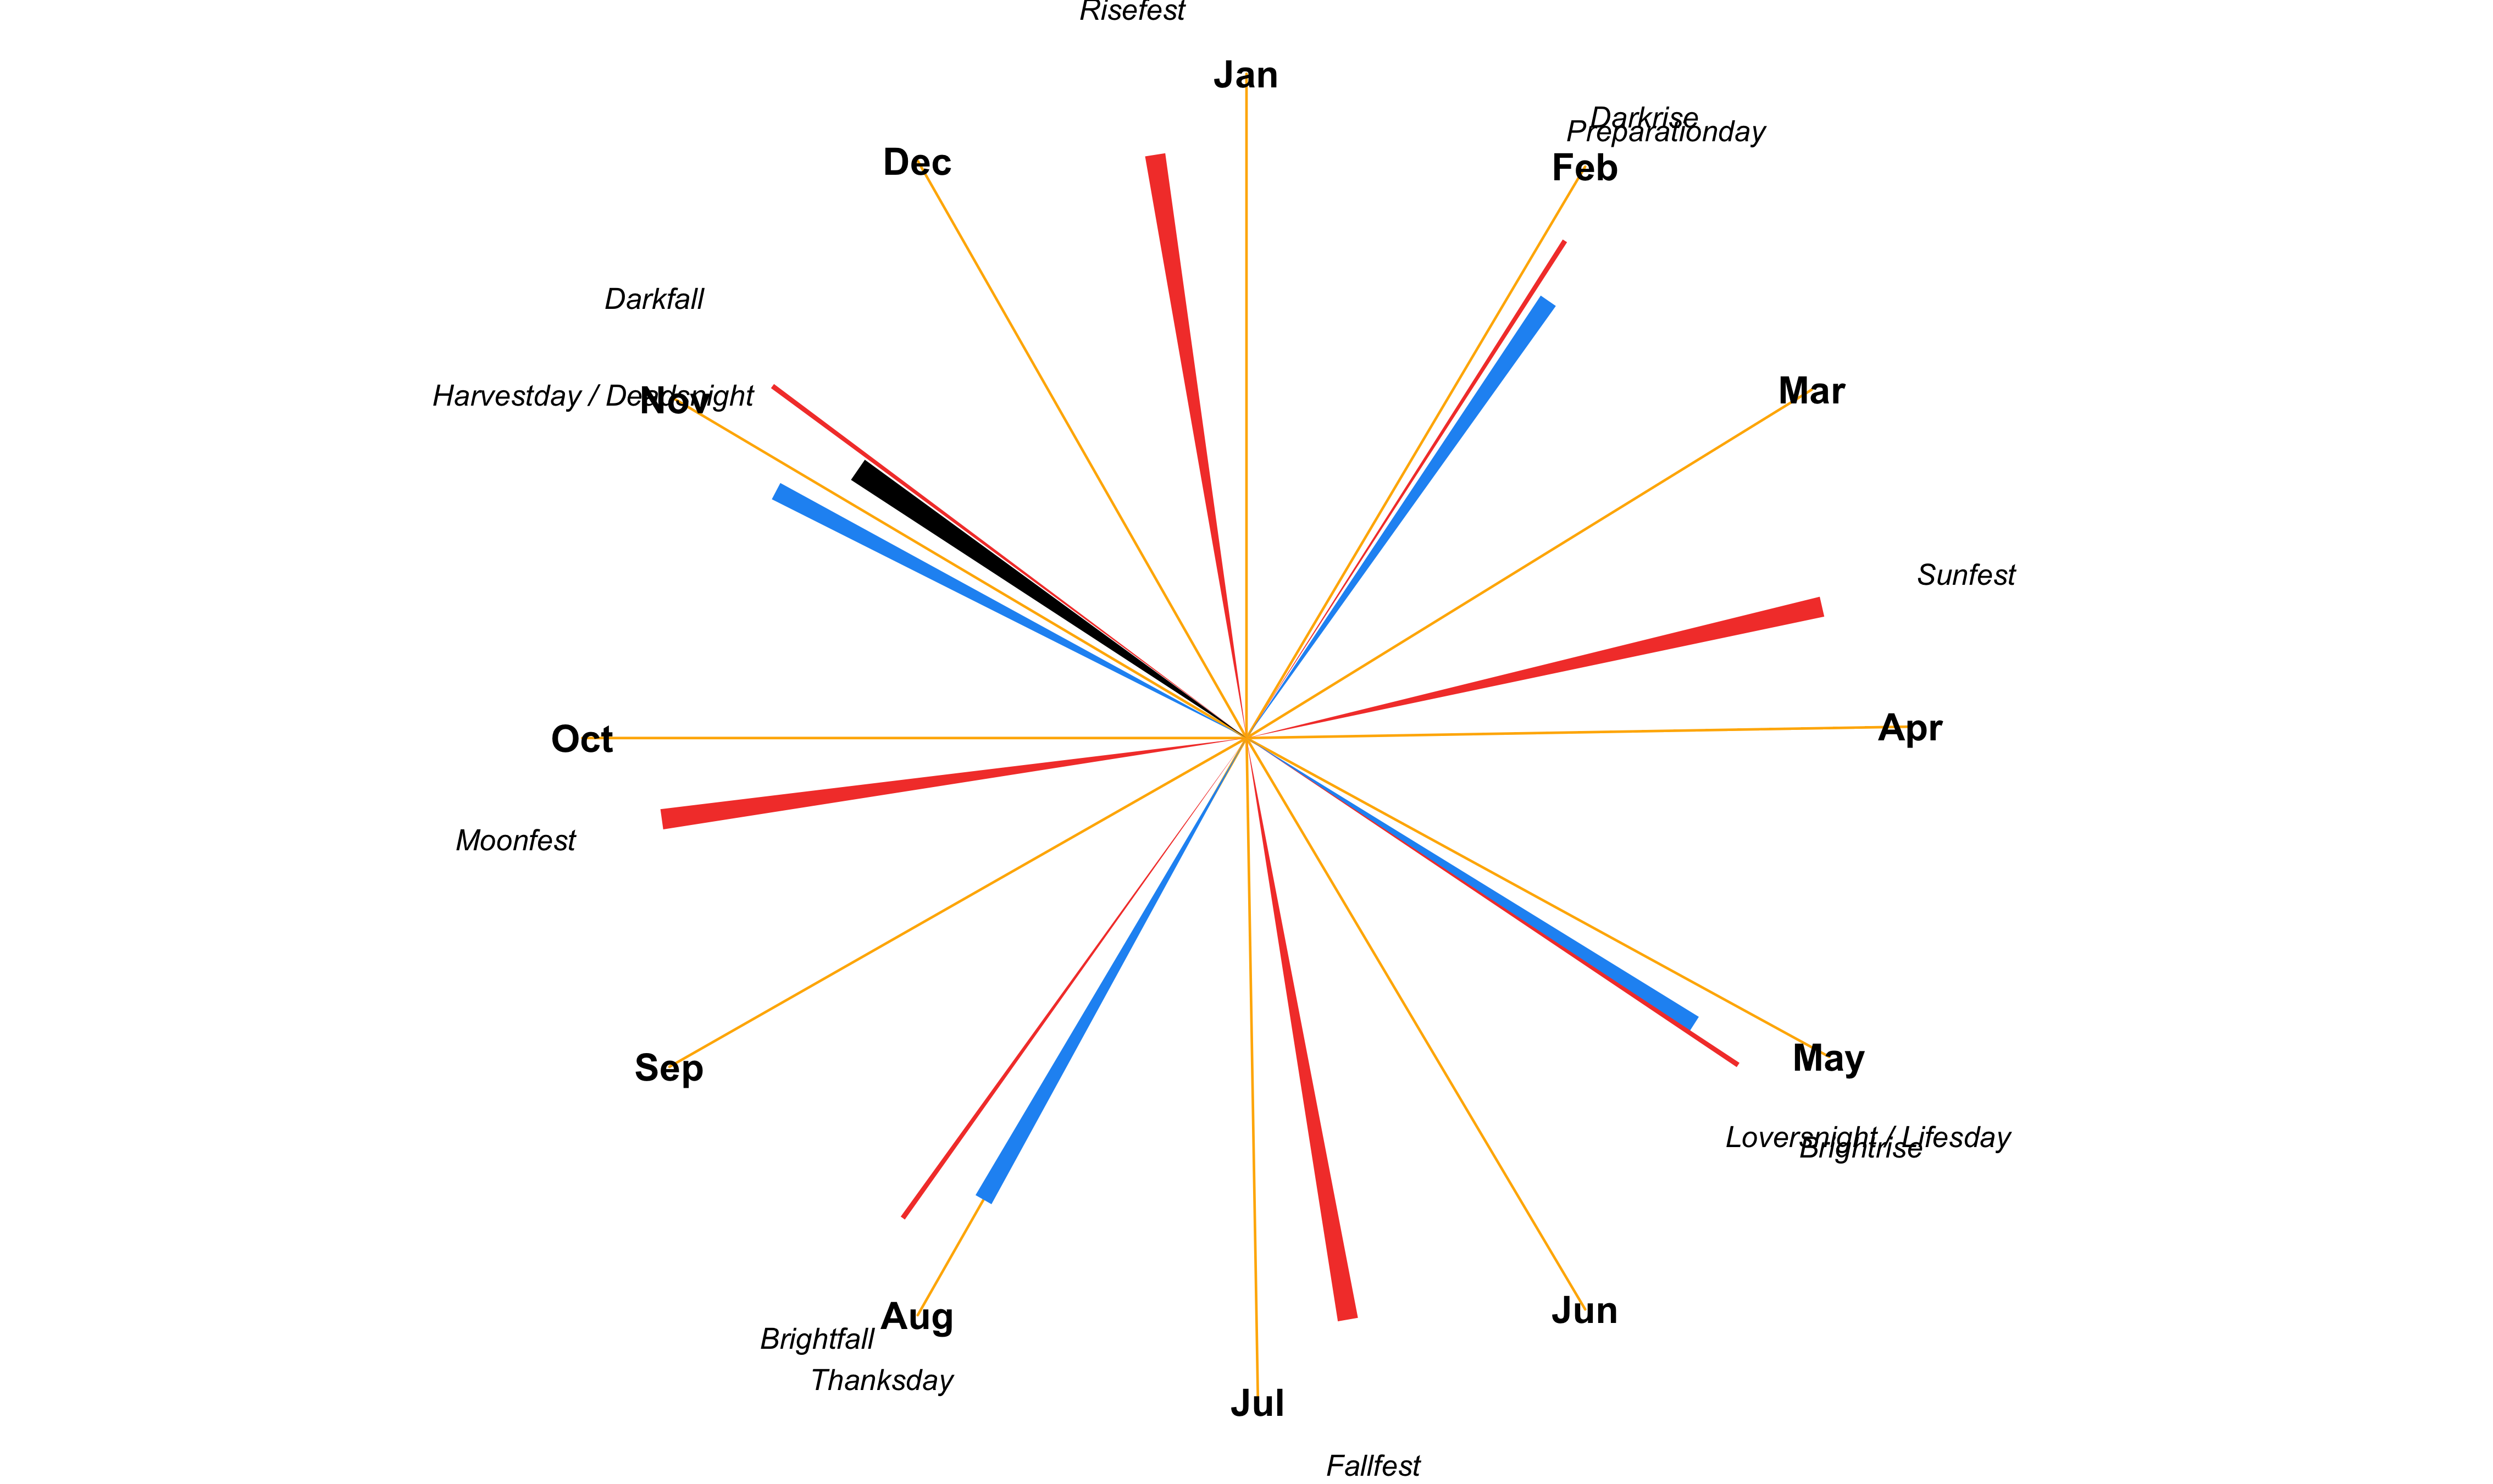 Risefest
Jan
Darkrise
Preparationday
Dec
Feb
Darkfall
Harvestday / Deadsnight
Nov
Mar
Sunfest
Oct
Apr
Moonfest
Sep
May
Loversnight / Lifesday
Brightrise
Aug
Jun
Brightfall
Thanksday
Jul
Fallfest